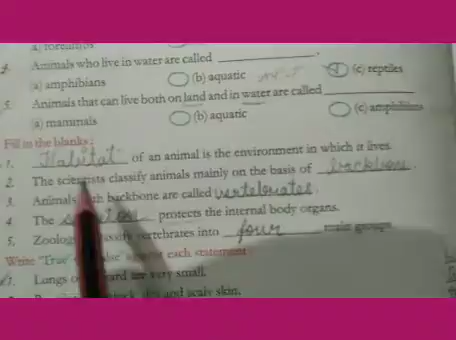 4. Animals who live in water are called ____________.
(a) amphibians (b) aquatic (c) reptiles
5. Animals that can live both on land and in water are called ____________
(a) mammals (b) aquatic (c) amphibians
Fill in the blanks:
1. Habitat of an animal is the environment in which it lives.
2. The scientists classify animals mainly on the basis of backbone.
3. Animals with backbone are called vertebrates.
4. The protects the internal body organs.
5. vertebrates into four main groups
Write 'True' each statement:
1. Lungs and are very small.
and scaly skin.